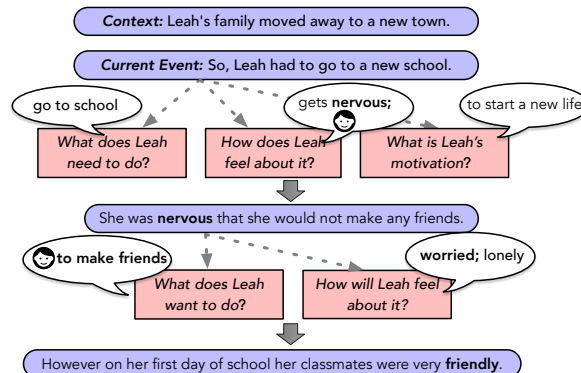 Context: Leah's family moved away to a new town.
Current Event: So, Leah had to go to a new school.
go to school
gets nervous;
to start a new life
What does Leah
need to do?
How does Leah
feel about it?
What is Leah's
motivation?
She was nervous that she would not make any friends.
to make friends
worried; lonely
What does Leah
want to do?
How will Leah feel
about it?
However on her first day of school her classmates were very friendly.